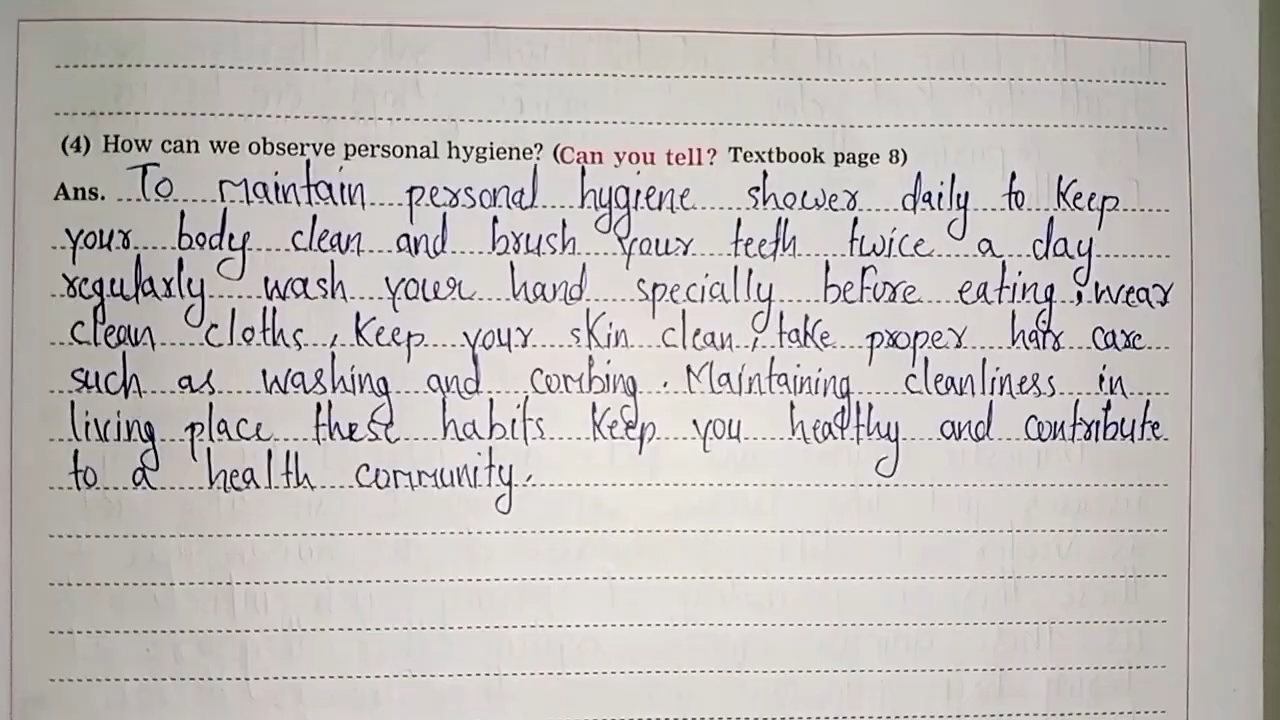 (4) How can we observe personal hygiene? (Can you tell? Textbook page 8)
Ans. To maintain personal hygiene shower daily to keep
your body clean and brush your teeth twice a day
regularly wash your hand specially before eating, wear
clean cloths, keep your skin clean, take proper hair care
such as washing and combing. Maintaining cleanliness in
living place these habits keep you healthy and contribute
to a health community.